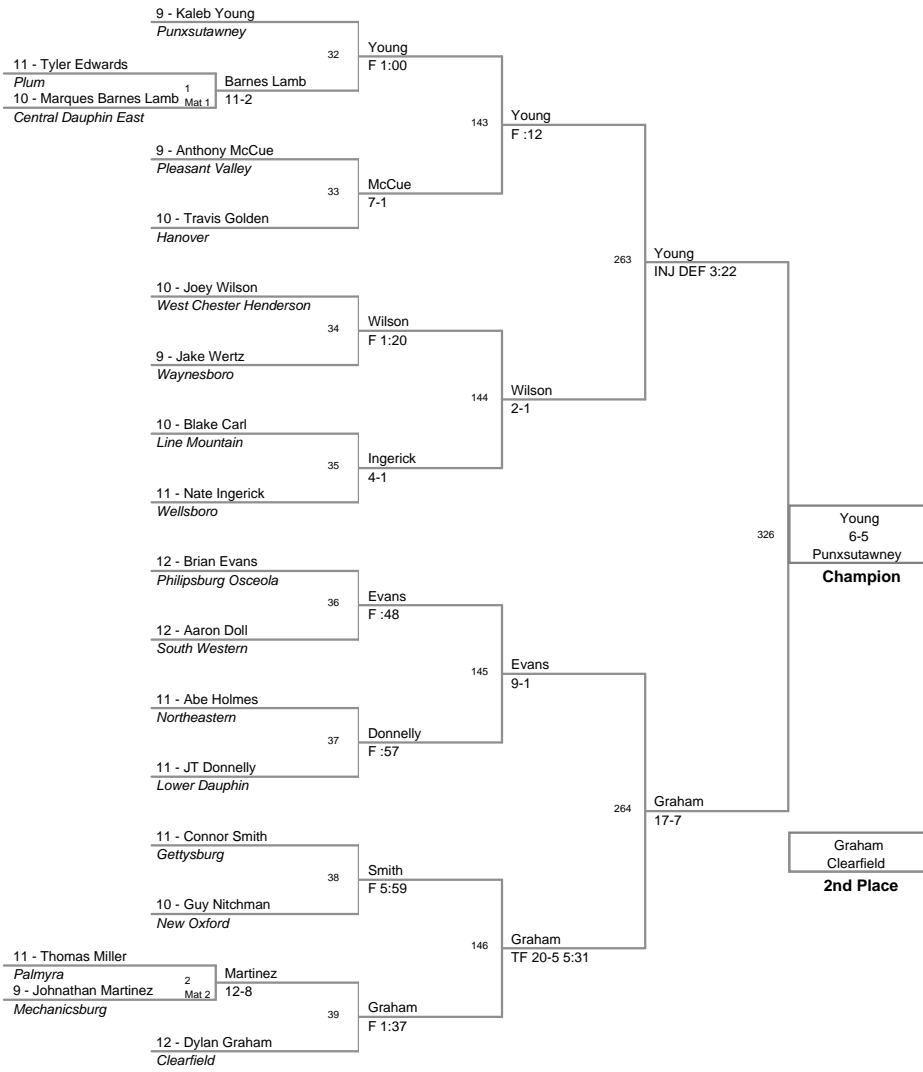 9 - Kaleb Young
Punxsutawney
32
Young
F 1:00
11 - Tyler Edwards
Plum
1
Mat 1
10 - Marques Barnes Lamb
Central Dauphin East
Barnes Lamb
11-2
143
Young
F :12
9 - Anthony McCue
Pleasant Valley
33
McCue
7-1
10 - Travis Golden
Hanover
263
Young
INJ DEF 3:22
10 - Joey Wilson
West Chester Henderson
34
Wilson
F 1:20
9 - Jake Wertz
Waynesboro
144
Wilson
2-1
10 - Blake Carl
Line Mountain
35
Ingerick
4-1
11 - Nate Ingerick
Wellsboro
326
Young
6-5
Punxsutawney
Champion
12 - Brian Evans
Philipsburg Osceola
36
Evans
F :48
12 - Aaron Doll
South Western
145
Evans
9-1
11 - Abe Holmes
Northeastern
37
Donnelly
F :57
11 - JT Donnelly
Lower Dauphin
264
Graham
17-7
11 - Connor Smith
Gettysburg
38
Smith
F 5:59
10 - Guy Nitchman
New Oxford
Graham
Clearfield
2nd Place
146
Graham
TF 20-5 5:31
11 - Thomas Miller
Palmyra
2
Mat 2
9 - Johnathan Martinez
Mechanicsburg
Martinez
12-8
39
Graham
F 1:37
12 - Dylan Graham
Clearfield